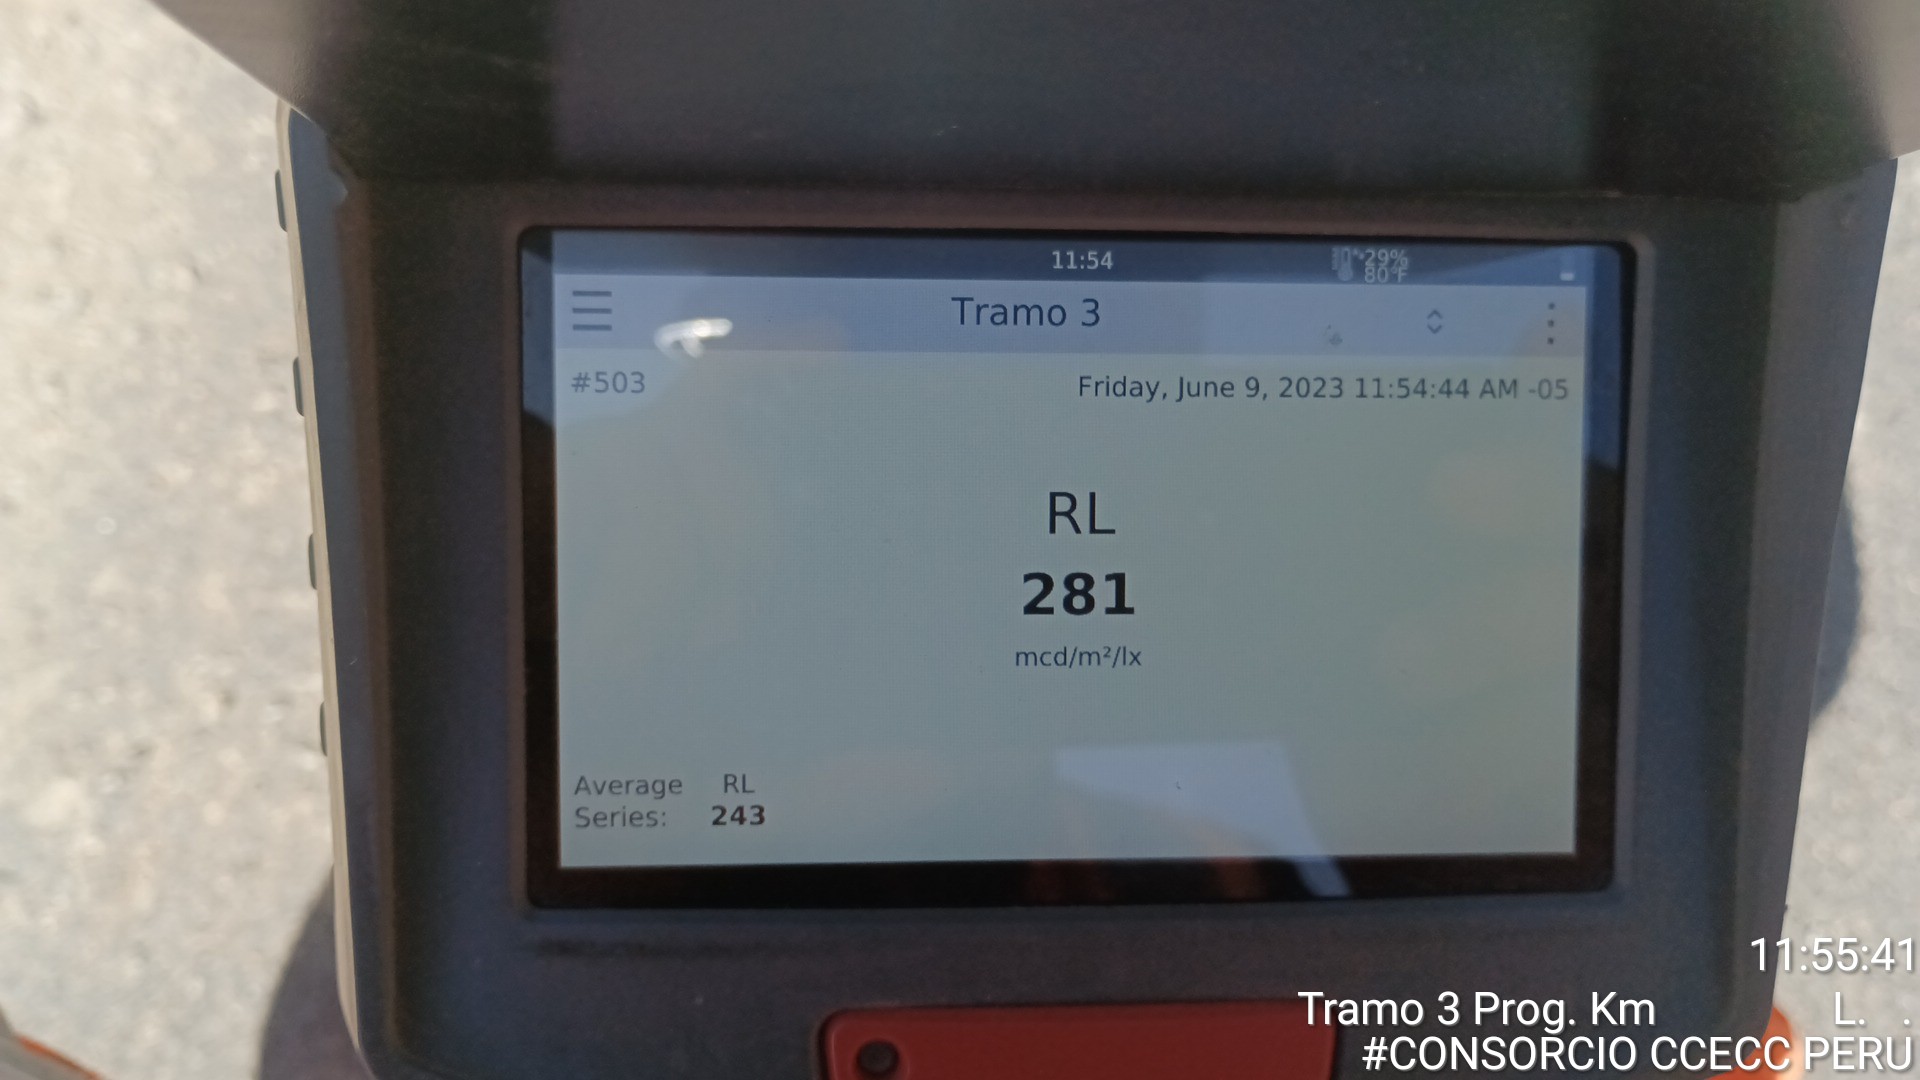 11:54
29%
80°F
Tramo 3
#503
Friday, June 9, 2023 11:54:44 AM -05
RL
281
mcd/m²/lx
Average RL
Series: 243
11:55:41
Tramo 3 Prog. Km L. .
#CONSORCIO CCECC PERU